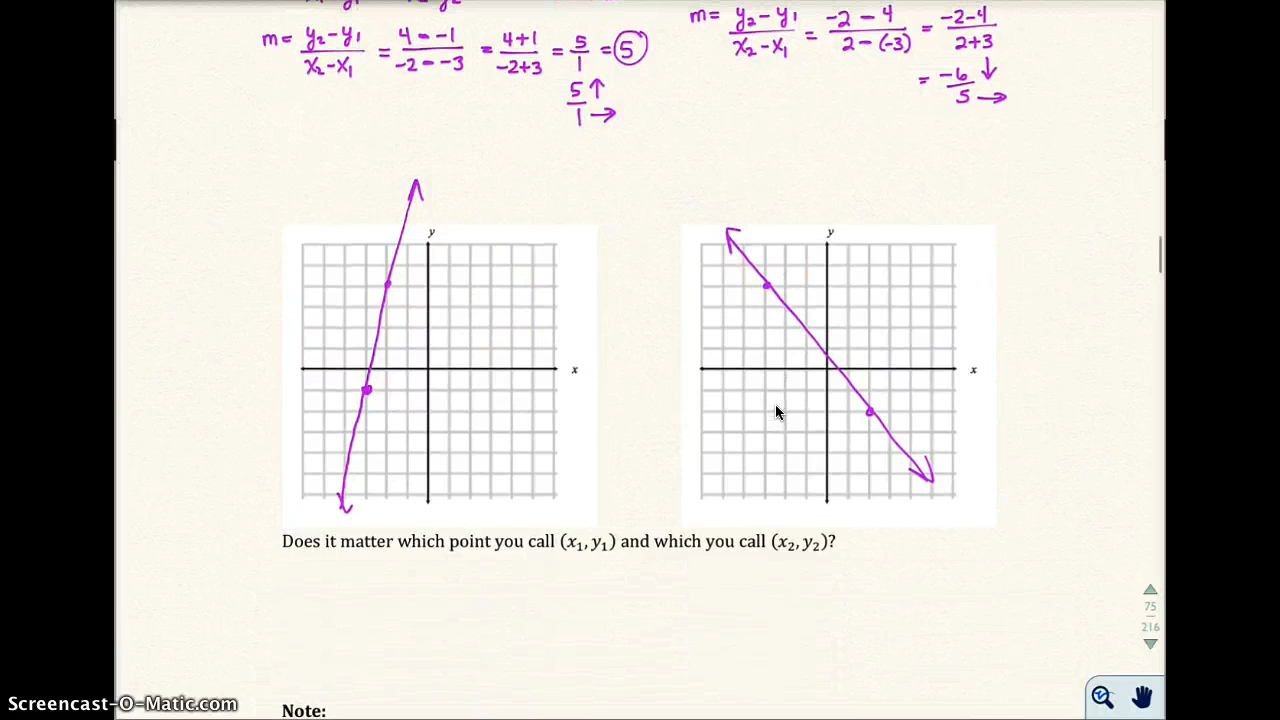 m = y₂ - y₁ / x₂ - x₁ = 4 - -1 / -2 - -3 = 4+1 / -2+3 = 5/1 = 5
5 ↑
1 →
m = y₂ - y₁ / x₂ - x₁ = -2 - 4 / 2 - (-3) = -2-4 / 2+3
= -6 ↓
5 →
y
x
y
x
Does it matter which point you call (x₁, y₁) and which you call (x₂, y₂)?
75
216
Note:
Screencast-O-Matic.com